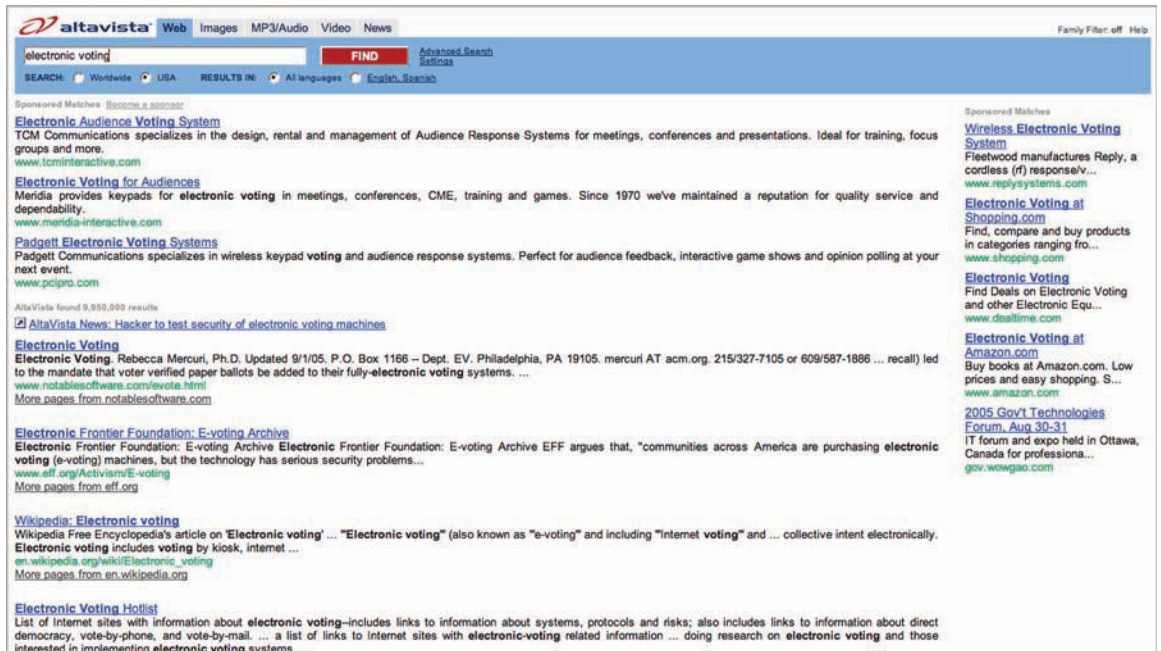 altavista Web Images MP3/Audio Video News
Family Filter: off Help
electronic voting FIND Advanced Search
Settings
SEARCH: Worldwide USA RESULTS IN: All languages English, Spanish
Sponsored Matches Become a sponsor
Electronic Audience Voting System
TCM Communications specializes in the design, rental and management of Audience Response Systems for meetings, conferences and presentations. Ideal for training, focus
groups and more.
www.tcminteractive.com
Electronic Voting for Audiences
Meridia provides keypads for electronic voting in meetings, conferences, CME, training and games. Since 1970 we've maintained a reputation for quality service and
dependability.
www.meridia-interactive.com
Padgett Electronic Voting Systems
Padgett Communications specializes in wireless keypad voting and audience response systems. Perfect for audience feedback, interactive game shows and opinion polling at your
next event.
www.pcipro.com
AltaVista found 9,950,000 results
AltaVista News: Hacker to test security of electronic voting machines
Electronic Voting
Electronic Voting. Rebecca Mercuri, Ph.D. Updated 9/1/05. P.O. Box 1166 -- Dept. EV. Philadelphia, PA 19105. mercuri AT acm.org. 215/327-7105 or 609/587-1886 ... recall) led
to the mandate that voter verified paper ballots be added to their fully-electronic voting systems. ...
www.notablesoftware.com/evote.html
More pages from notablesoftware.com
Electronic Frontier Foundation: E-voting Archive
Electronic Frontier Foundation: E-voting Archive Electronic Frontier Foundation: E-voting Archive EFF argues that, "communities across America are purchasing electronic
voting (e-voting) machines, but the technology has serious security problems...
www.eff.org/Activism/E-voting
More pages from eff.org
Wikipedia: Electronic voting
Wikipedia Free Encyclopedia's article on 'Electronic voting' ... "Electronic voting" (also known as "e-voting" and including "Internet voting" and ... collective intent electronically.
Electronic voting includes voting by kiosk, internet ...
en.wikipedia.org/wiki/Electronic_voting
More pages from en.wikipedia.org
Electronic Voting Hotlist
List of Internet sites with information about electronic voting--includes links to information about systems, protocols and risks; also includes links to information about direct
democracy, vote-by-phone, and vote-by-mail. ... a list of links to Internet sites with electronic-voting related information ... doing research on electronic voting and those
interested in implementing electronic voting systems
Sponsored Matches
Wireless Electronic Voting
System
Fleetwood manufactures Reply, a
cordless (rf) response/v...
www.replysystems.com
Electronic Voting at
Shopping.com
Find, compare and buy products
in categories ranging fro...
www.shopping.com
Electronic Voting
Find Deals on Electronic Voting
and other Electronic Equ...
www.dealtime.com
Electronic Voting at
Amazon.com
Buy books at Amazon.com. Low
prices and easy shopping. S...
www.amazon.com
2005 Gov't Technologies
Forum, Aug 30-31
IT forum and expo held in Ottawa,
Canada for professiona...
gov.wowgao.com